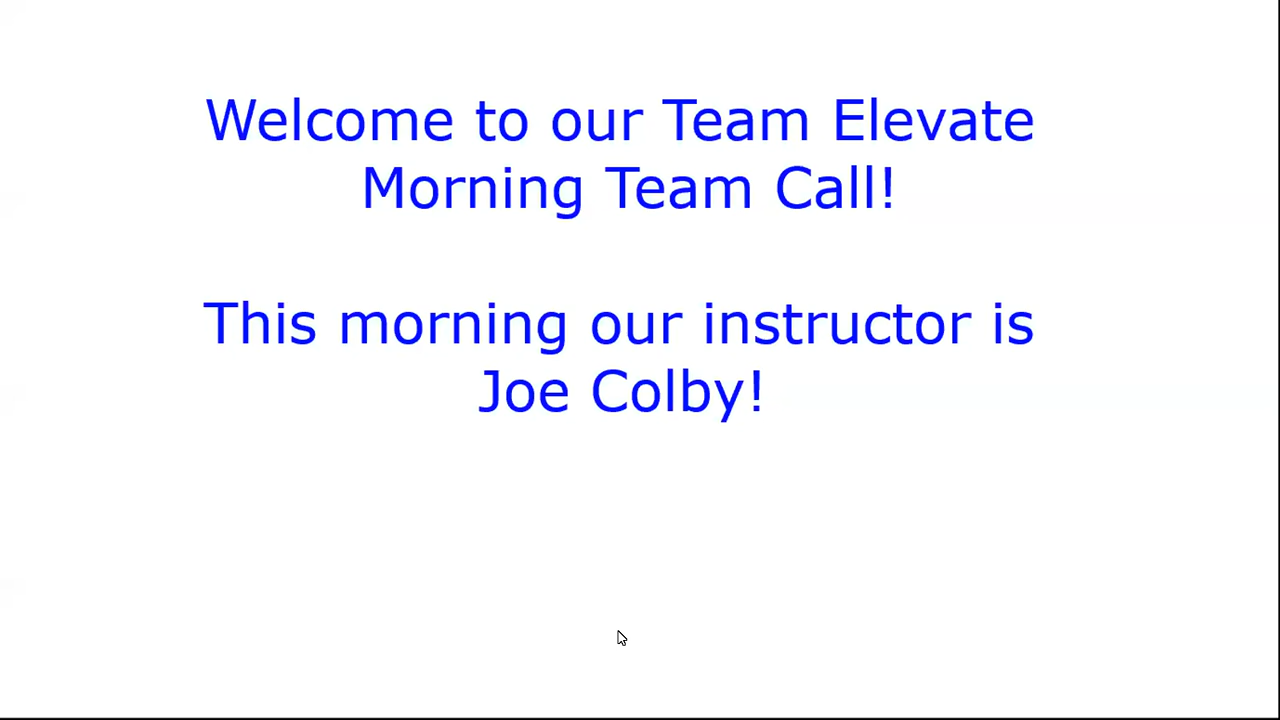 Welcome to our Team Elevate
Morning Team Call!
This morning our instructor is
Joe Colby!